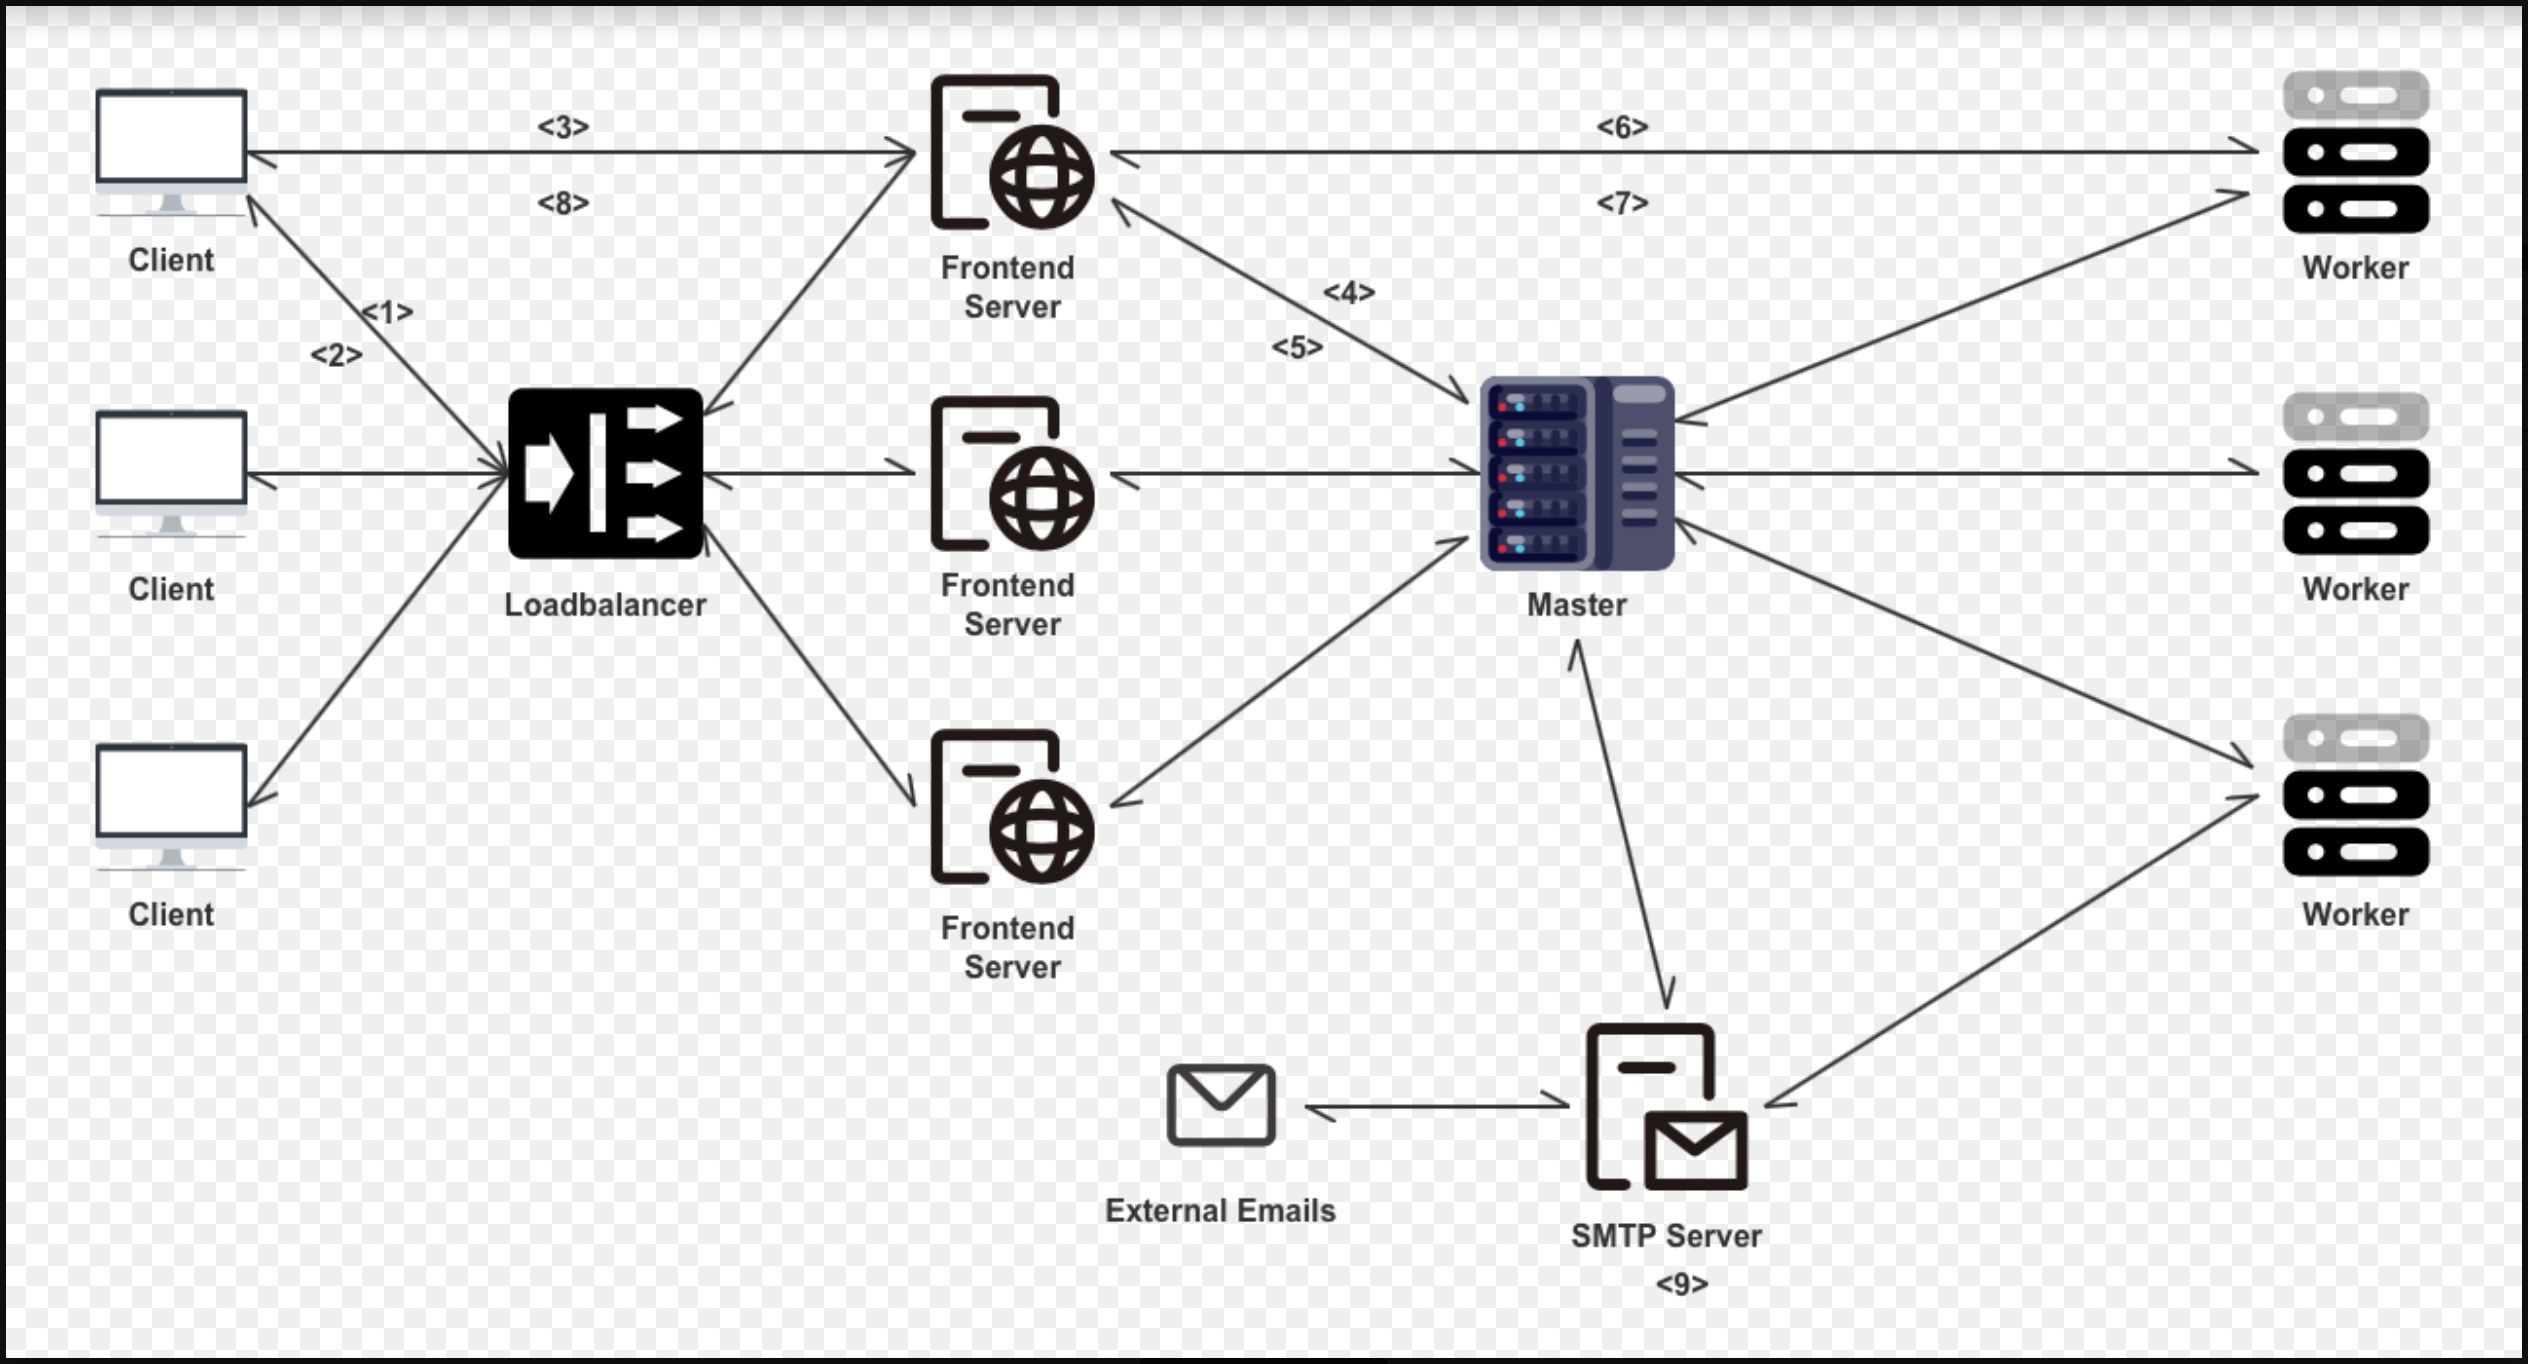 <3>
<6>
<8>
<7>
Client
Frontend
Server
Worker
<1>
<4>
<2>
<5>
Client
Loadbalancer
Frontend
Server
Master
Worker
Client
Frontend
Server
Worker
External Emails
SMTP Server
<9>